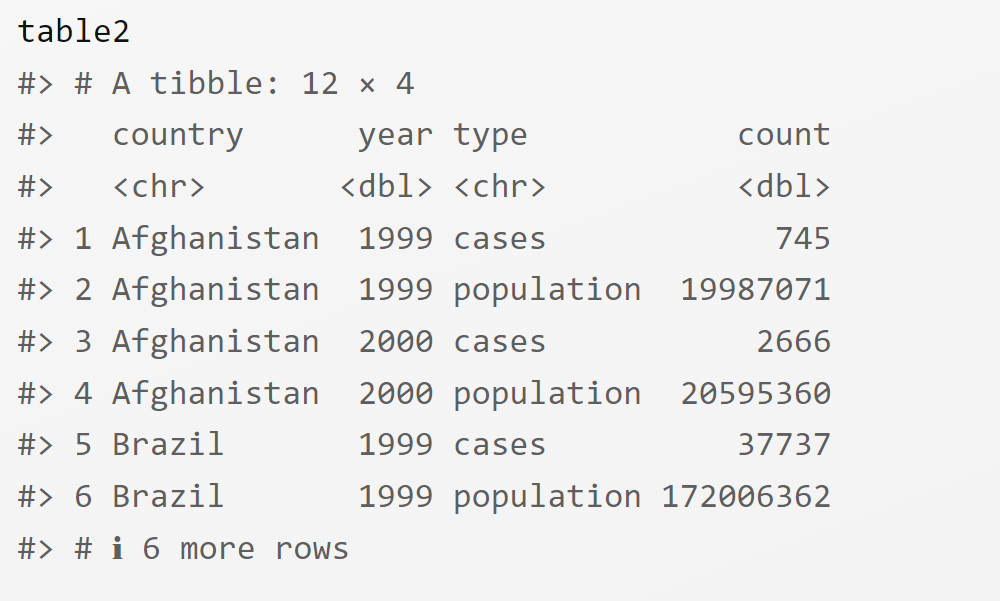 table2
#> # A tibble: 12 × 4
#>   country      year type           count
#>   <chr>       <dbl> <chr>          <dbl>
#> 1 Afghanistan  1999 cases            745
#> 2 Afghanistan  1999 population  19987071
#> 3 Afghanistan  2000 cases           2666
#> 4 Afghanistan  2000 population  20595360
#> 5 Brazil       1999 cases          37737
#> 6 Brazil       1999 population 172006362
#> # ℹ 6 more rows